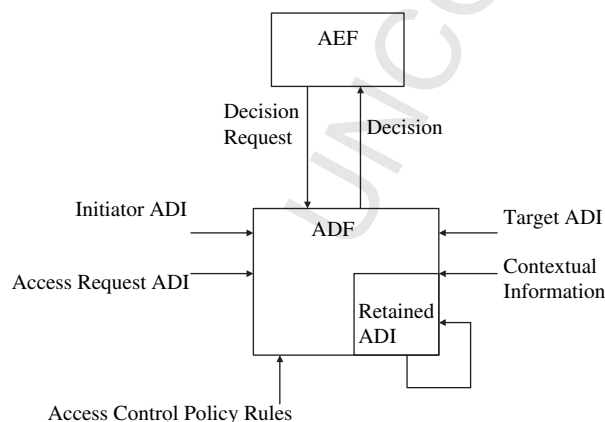 AEF
Decision
Request
Decision
Initiator ADI
ADF
Target ADI
Access Request ADI
Contextual
Information
Retained
ADI
Access Control Policy Rules